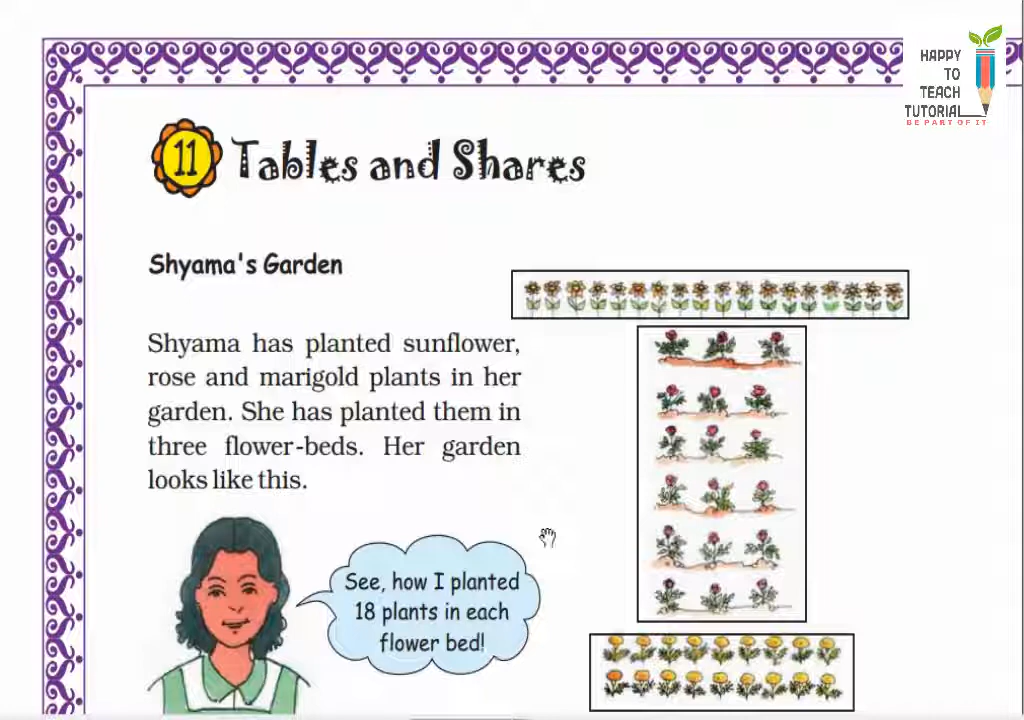 HAPPY
TO
TEACH
TUTORIAL
BE PART OF IT
11 Tables and Shares
Shyama's Garden
Shyama has planted sunflower,
rose and marigold plants in her
garden. She has planted them in
three flower-beds. Her garden
looks like this.
See, how I planted
18 plants in each
flower bed!